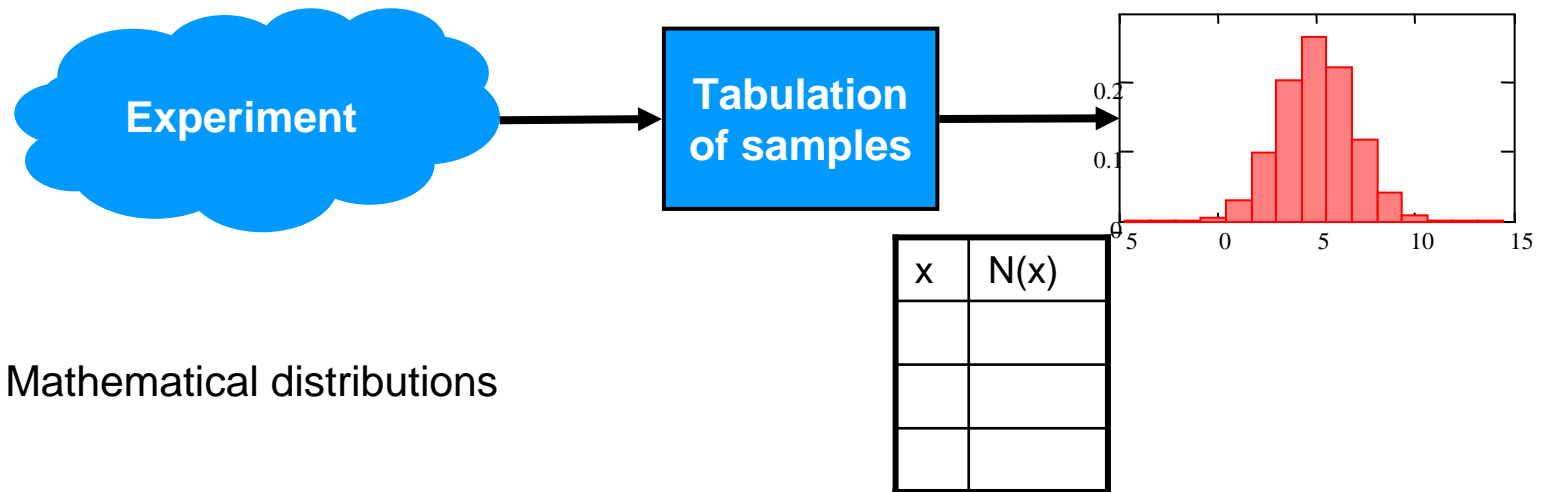 Experiment
Tabulation
of samples
0.2
0.1
0
5 0 5 10 15
x N(x)
Mathematical distributions